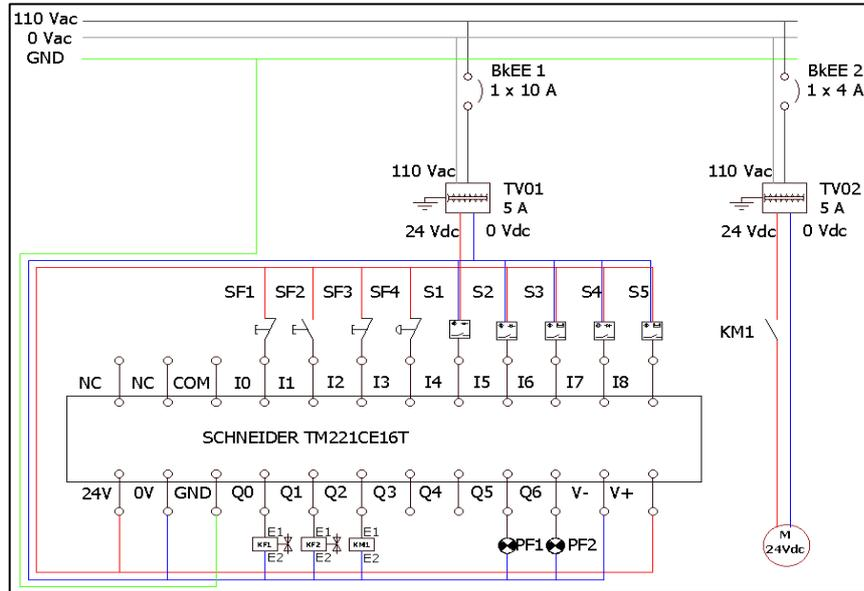 110 Vac
0 Vac
GND
BkEE 1
1 x 10 A
BkEE 2
1 x 4 A
110 Vac
TV01
5 A
24 Vdc
0 Vdc
110 Vac
TV02
5 A
24 Vdc
0 Vdc
SF1 SF2 SF3 SF4 S1 S2 S3 S4 S5
KM1
NC NC COM I0 I1 I2 I3 I4 I5 I6 I7 I8
SCHNEIDER TM221CE16T
24V 0V GND Q0 Q1 Q2 Q3 Q4 Q5 Q6 V- V+
E1 E1 E1
KF1 KF2 KM1 PF1 PF2
E2 E2 E2
M
24Vdc